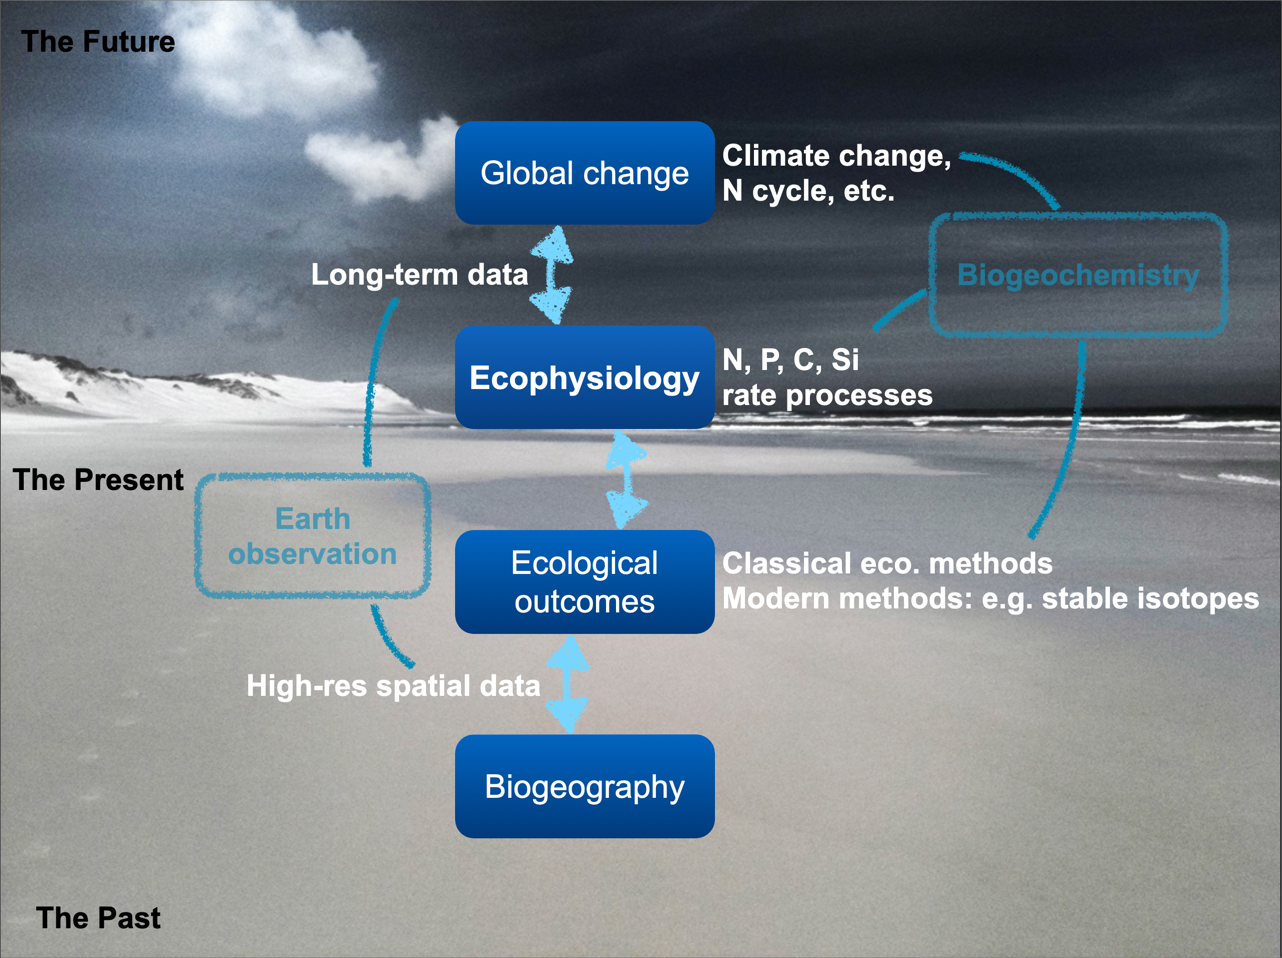 The Future
Global change
Climate change,
N cycle, etc.
Long-term data
Biogeochemistry
Ecophysiology
N, P, C, Si
rate processes
The Present
Earth
observation
Ecological
outcomes
Classical eco. methods
Modern methods: e.g. stable isotopes
High-res spatial data
Biogeography
The Past